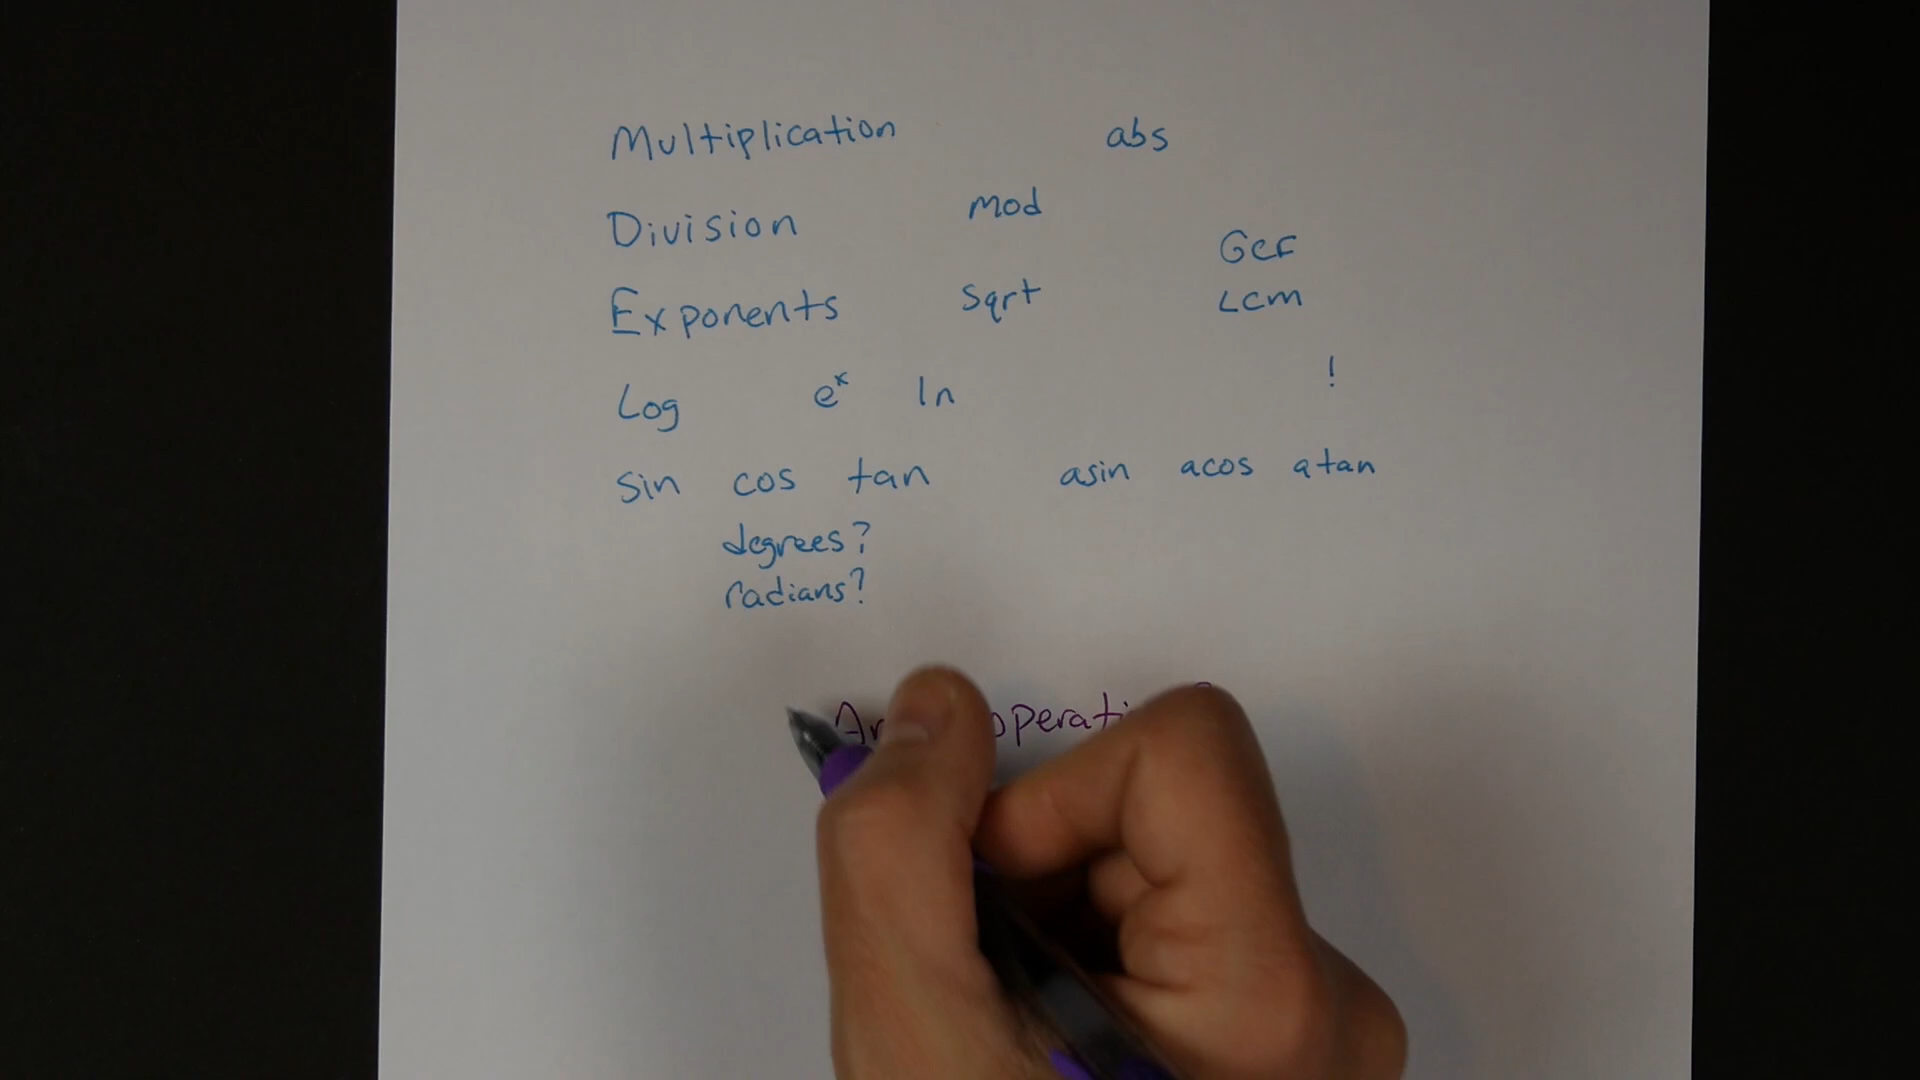 Multiplication abs
Division mod
GCF
Exponents Sqrt LCM
Log e^x ln !
sin cos tan asin acos atan
degrees?
radians?